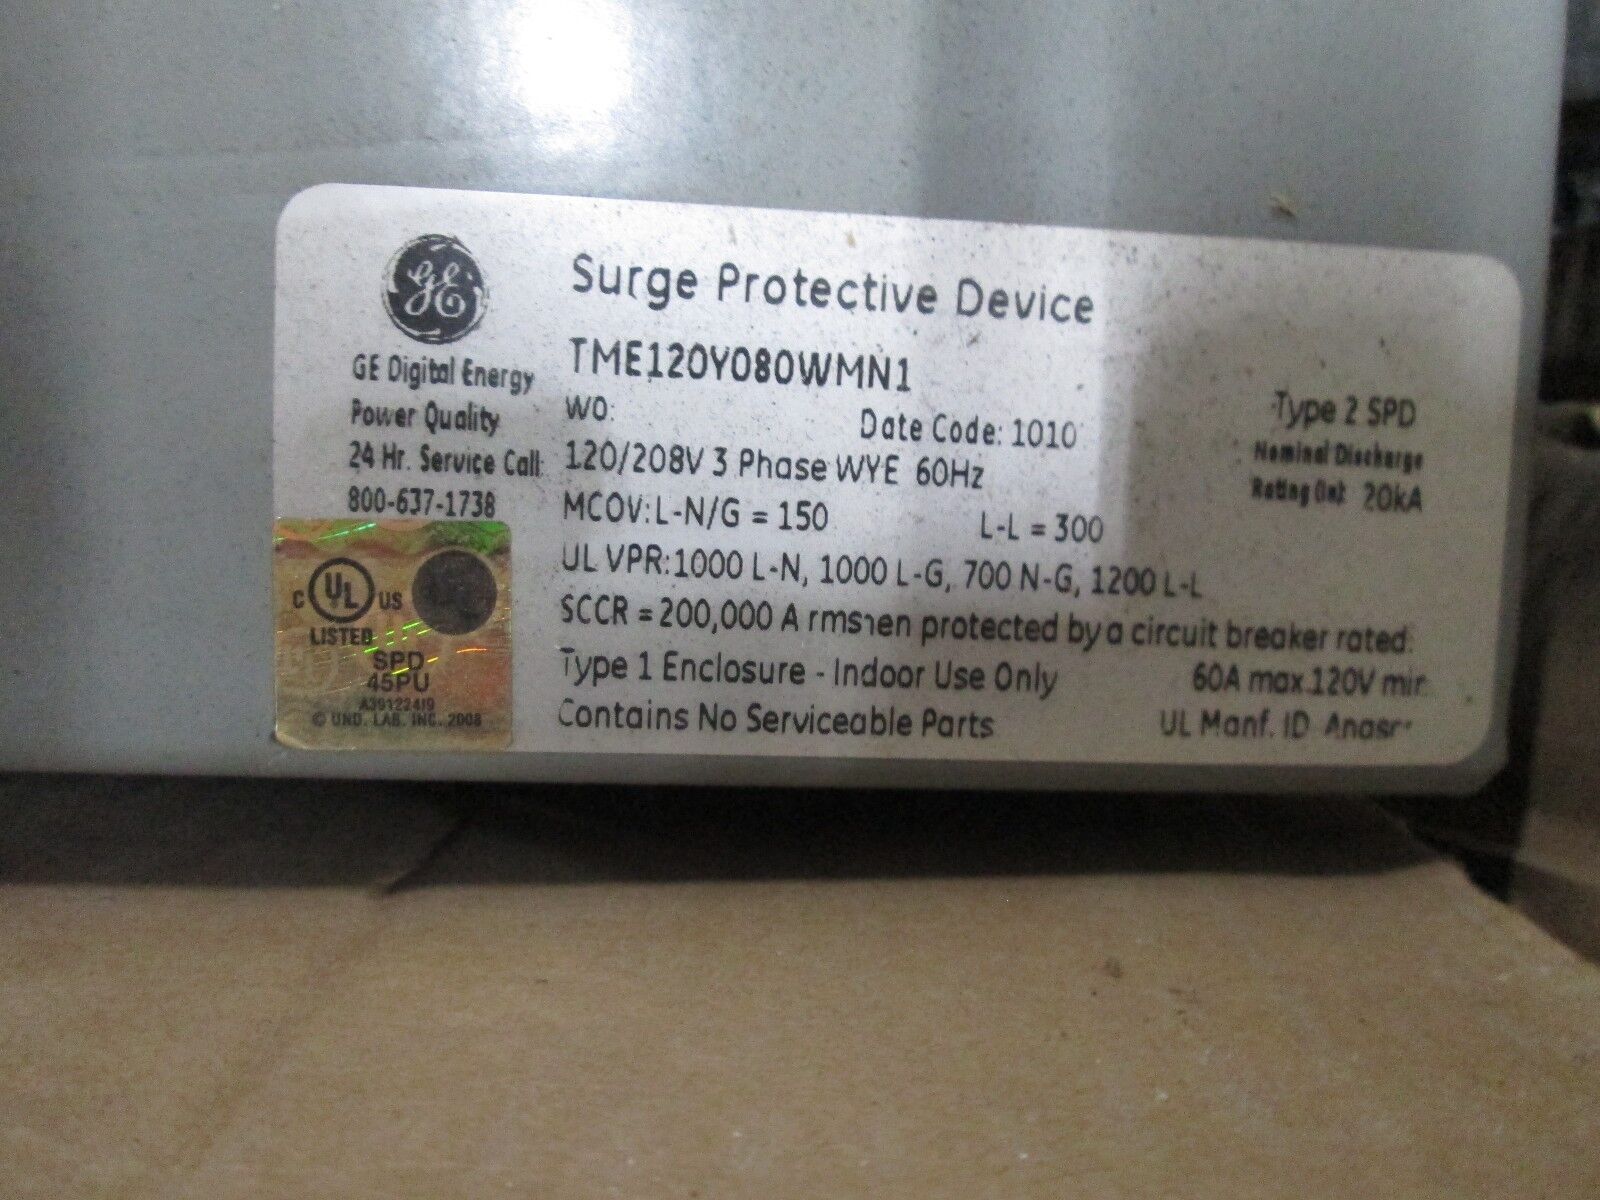 GE
Surge Protective Device
GE Digital Energy
Power Quality
24 Hr. Service Call:
800-637-1738
TME120Y080WMN1
WO:
Date Code: 1010
120/208V 3 Phase WYE 60Hz
MCOV: L-N/G = 150 L-L = 300
UL VPR: 1000 L-N, 1000 L-G, 700 N-G, 1200 L-L
SCCR = 200,000 A rms hen protected by a circuit breaker rated:
Type 1 Enclosure - Indoor Use Only 60A max 120V mir
Contains No Serviceable Parts UL Manf. ID
Type 2 SPD
Nominal Discharge
Rating (In): 20kA
C UL US
LISTED
SPD
45PU
© UND. LAB. INC. 2008